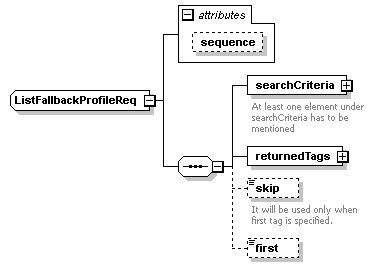 attributes
sequence
ListFallbackProfileReq
searchCriteria
At least one element under
searchCriteria has to be
mentioned
returnedTags
skip
It will be used only when
first tag is specified.
first